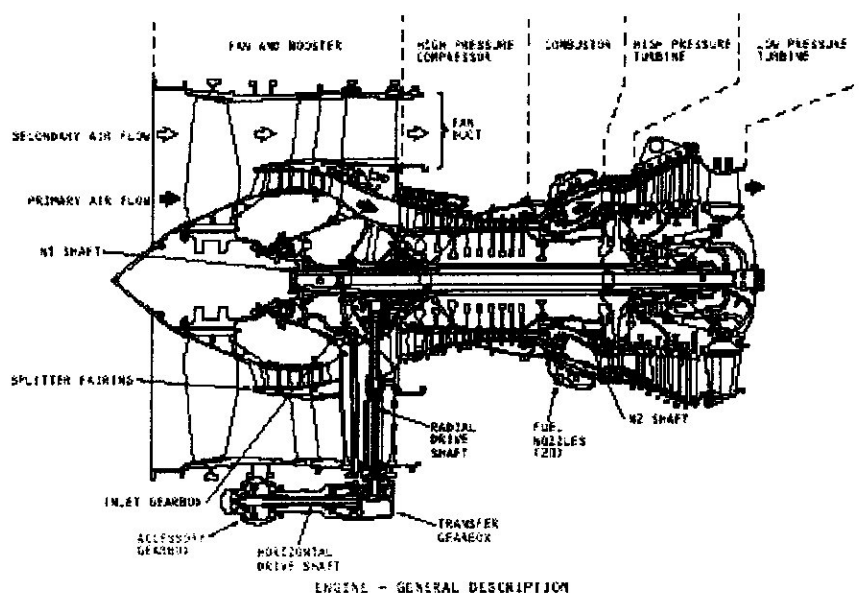 FAN AND BOOSTER
HIGH PRESSURE
COMPRESSOR
COMBUSTOR
HIGH PRESSURE
TURBINE
LOW PRESSURE
TURBINE
SECONDARY AIR FLOW
FAN
DUCT
PRIMARY AIR FLOW
N1 SHAFT
SPLITTER FAIRING
RADIAL
DRIVE
SHAFT
FUEL
NOZZLES
(20)
N2 SHAFT
INLET GEARBOX
ACCESSORY
GEARBOX
HORIZONTAL
DRIVE SHAFT
TRANSFER
GEARBOX
ENGINE - GENERAL DESCRIPTION